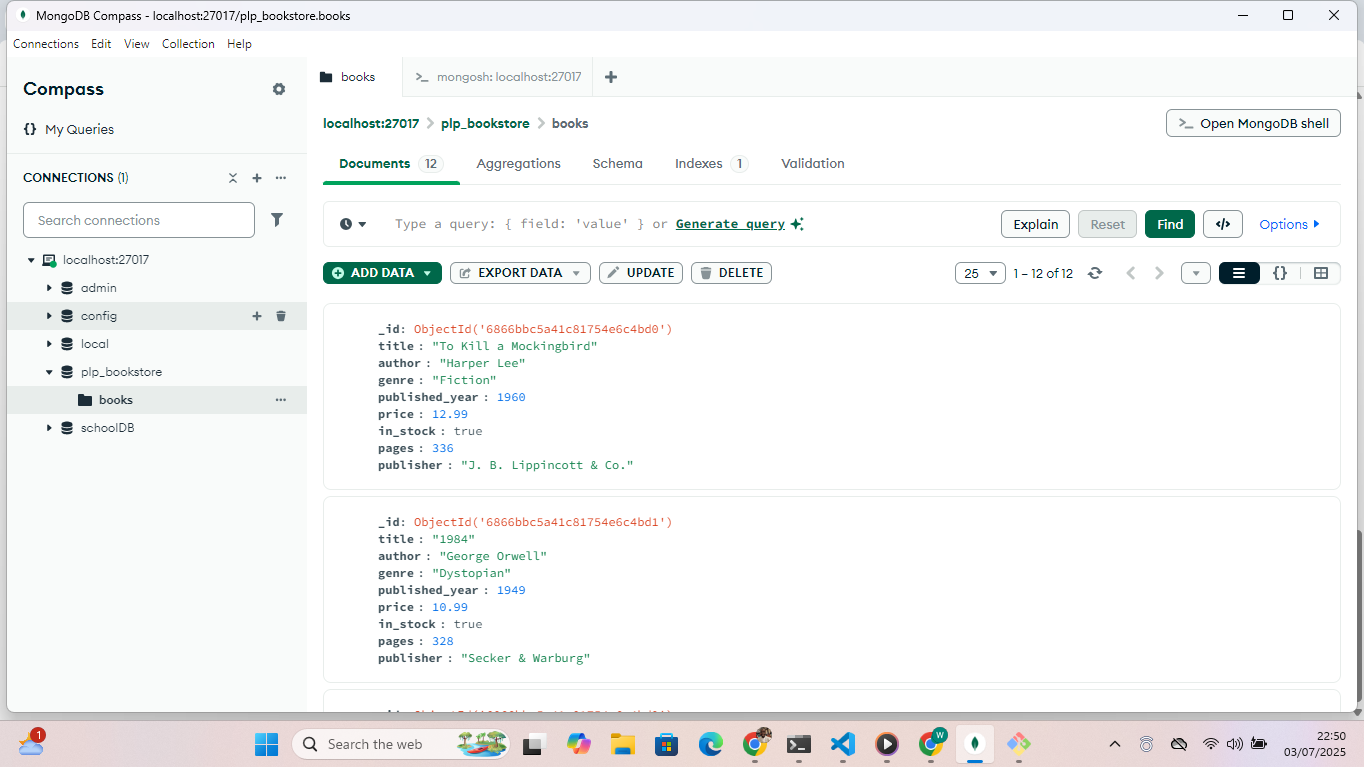 MongoDB Compass - localhost:27017/plp_bookstore.books
Connections Edit View Collection Help
Compass
{} My Queries
CONNECTIONS (1)
Search connections
localhost:27017
admin
config
local
plp_bookstore
books
schoolDB
books
>_ mongosh: localhost:27017
localhost:27017 > plp_bookstore > books
>_ Open MongoDB shell
Documents 12 Aggregations Schema Indexes 1 Validation
Type a query: { field: 'value' } or Generate query
Explain Reset Find </> Options
ADD DATA EXPORT DATA UPDATE DELETE
25 1 – 12 of 12 {}
_id: ObjectId('6866bbc5a41c81754e6c4bd0')
title : "To Kill a Mockingbird"
author : "Harper Lee"
genre : "Fiction"
published_year : 1960
price : 12.99
in_stock : true
pages : 336
publisher : "J. B. Lippincott & Co."
_id: ObjectId('6866bbc5a41c81754e6c4bd1')
title : "1984"
author : "George Orwell"
genre : "Dystopian"
published_year : 1949
price : 10.99
in_stock : true
pages : 328
publisher : "Secker & Warburg"
1
Search the web
W
22:50
03/07/2025